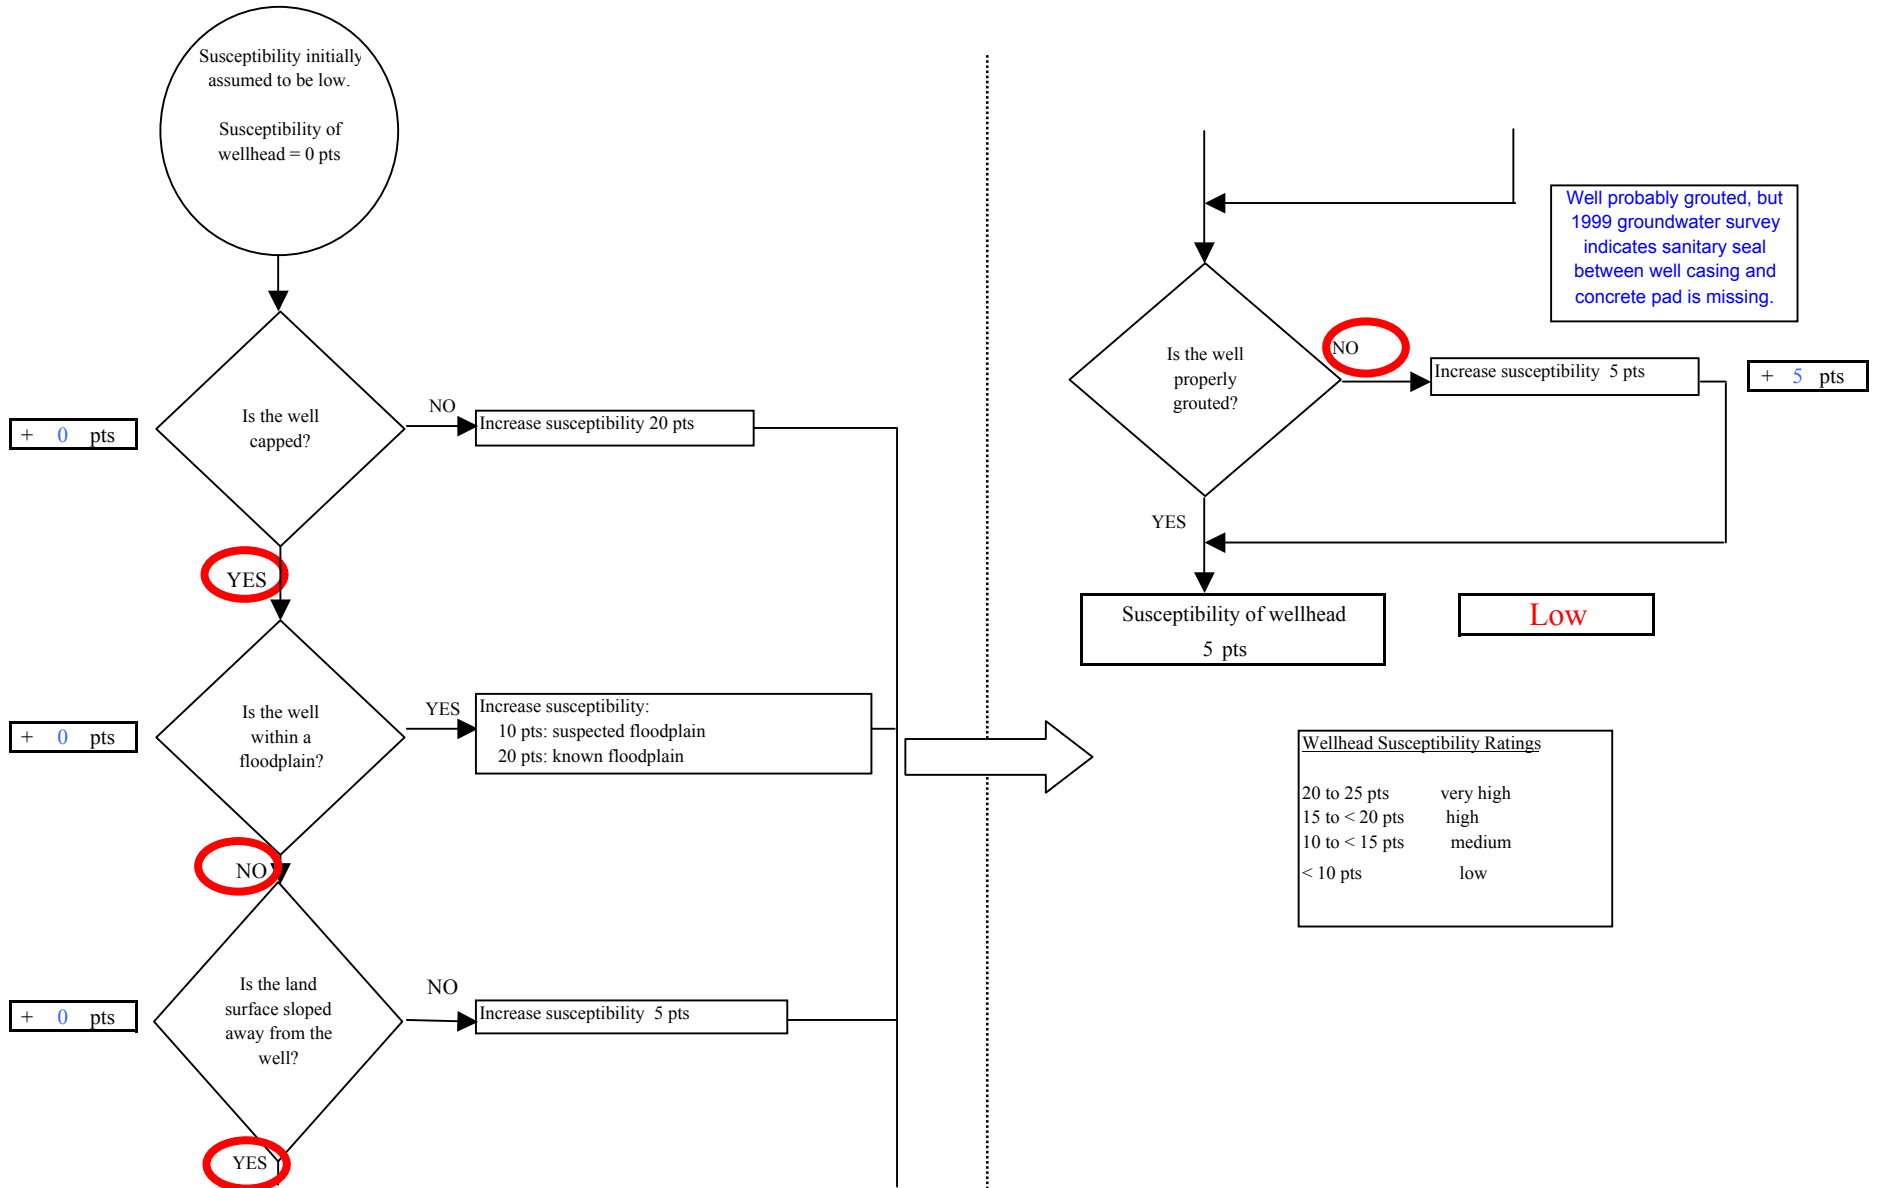 Susceptibility initially
assumed to be low.
Susceptibility of
wellhead = 0 pts
Is the well
capped?
NO
Increase susceptibility 20 pts
+ 0 pts
YES
Is the well
within a
floodplain?
YES
Increase susceptibility:
10 pts: suspected floodplain
20 pts: known floodplain
+ 0 pts
NO
Is the land
surface sloped
away from the
well?
NO
Increase susceptibility 5 pts
+ 0 pts
YES
Well probably grouted, but
1999 groundwater survey
indicates sanitary seal
between well casing and
concrete pad is missing.
Is the well
properly
grouted?
NO
Increase susceptibility 5 pts
+ 5 pts
YES
Susceptibility of wellhead
5 pts
Low
Wellhead Susceptibility Ratings
20 to 25 pts very high
15 to < 20 pts high
10 to < 15 pts medium
< 10 pts low